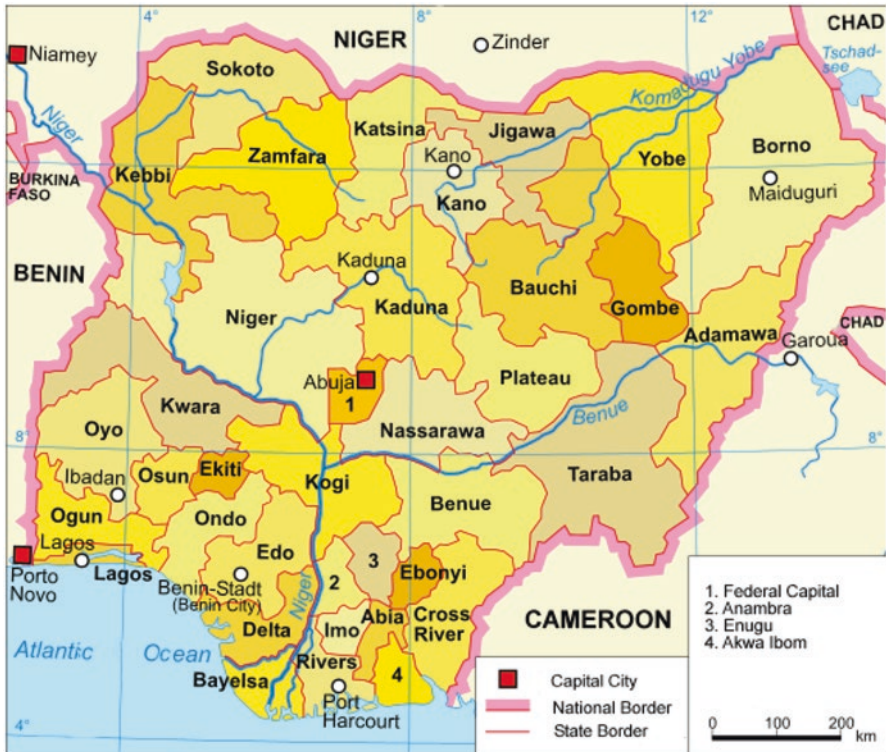 4°
8°
12°
CHAD
NIGER
Zinder
Niamey
Tschad-
see
Sokoto
Komadugu Yobe
Niger
Katsina
Jigawa
Zamfara
Kano
Yobe
Borno
Kebbi
BURKINA
FASO
Maiduguri
Kano
Kaduna
BENIN
Bauchi
Niger
Kaduna
Gombe
CHAD
Adamawa
Garoua
Abuja
1
Plateau
Kwara
Benue
Nassarawa
8°
Oyo
8°
Ibadan
Osun
Ekiti
Kogi
Taraba
Benue
Ogun
Ondo
Lagos
Edo
3
Porto
Novo
Lagos
Benin-Stadt
(Benin City)
Niger
2
Ebonyi
Abia
Cross
River
CAMEROON
Delta
Imo
Atlantic Ocean
Rivers
4
Bayelsa
Port
Harcourt
4°
1. Federal Capital
2. Anambra
3. Enugu
4. Akwa Ibom
Capital City
National Border
State Border
0 100 200
km